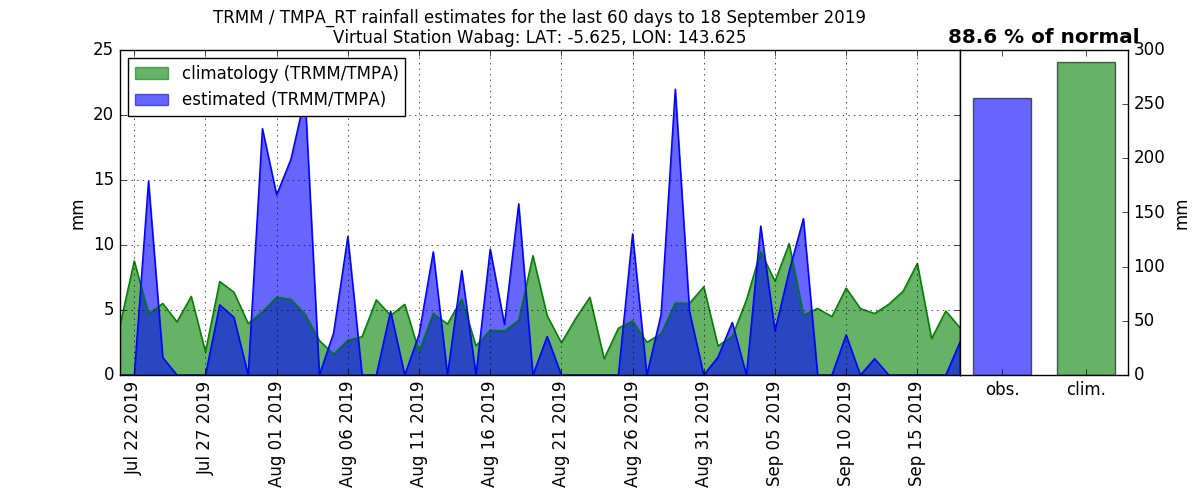 TRMM / TMPA_RT rainfall estimates for the last 60 days to 18 September 2019
Virtual Station Wabag: LAT: -5.625, LON: 143.625
88.6 % of normal
climatology (TRMM/TMPA)
estimated (TRMM/TMPA)
25
20
15
10
5
0
mm
Jul 22 2019
Jul 27 2019
Aug 01 2019
Aug 06 2019
Aug 11 2019
Aug 16 2019
Aug 21 2019
Aug 26 2019
Aug 31 2019
Sep 05 2019
Sep 10 2019
Sep 15 2019
obs.
clim.
300
250
200
150
100
50
0
mm